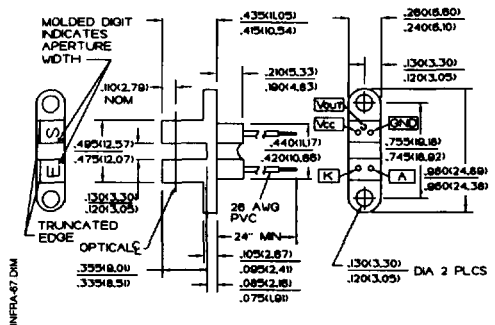 MOLDED DIGIT
INDICATES
APERTURE
WIDTH
.110(2.79)
NOM
.435(11.05)
.415(10.54)
.210(5.33)
.190(4.83)
.260(6.60)
.240(6.10)
.130(3.30)
.120(3.05)
Vout
Vcc
GND
S
E
.495(12.57)
.475(12.07)
.440(11.17)
.420(10.66)
.755(19.18)
.745(18.92)
.980(24.89)
.960(24.38)
K
A
.130(3.30)
.120(3.05)
26 AWG
PVC
TRUNCATED
EDGE
OPTICAL CL
24" MIN
.105(2.67)
.095(2.41)
.355(9.01)
.335(8.51)
.085(2.16)
.075(1.91)
.130(3.30)
.120(3.05)
DIA 2 PLCS
INFRA-67 DIM